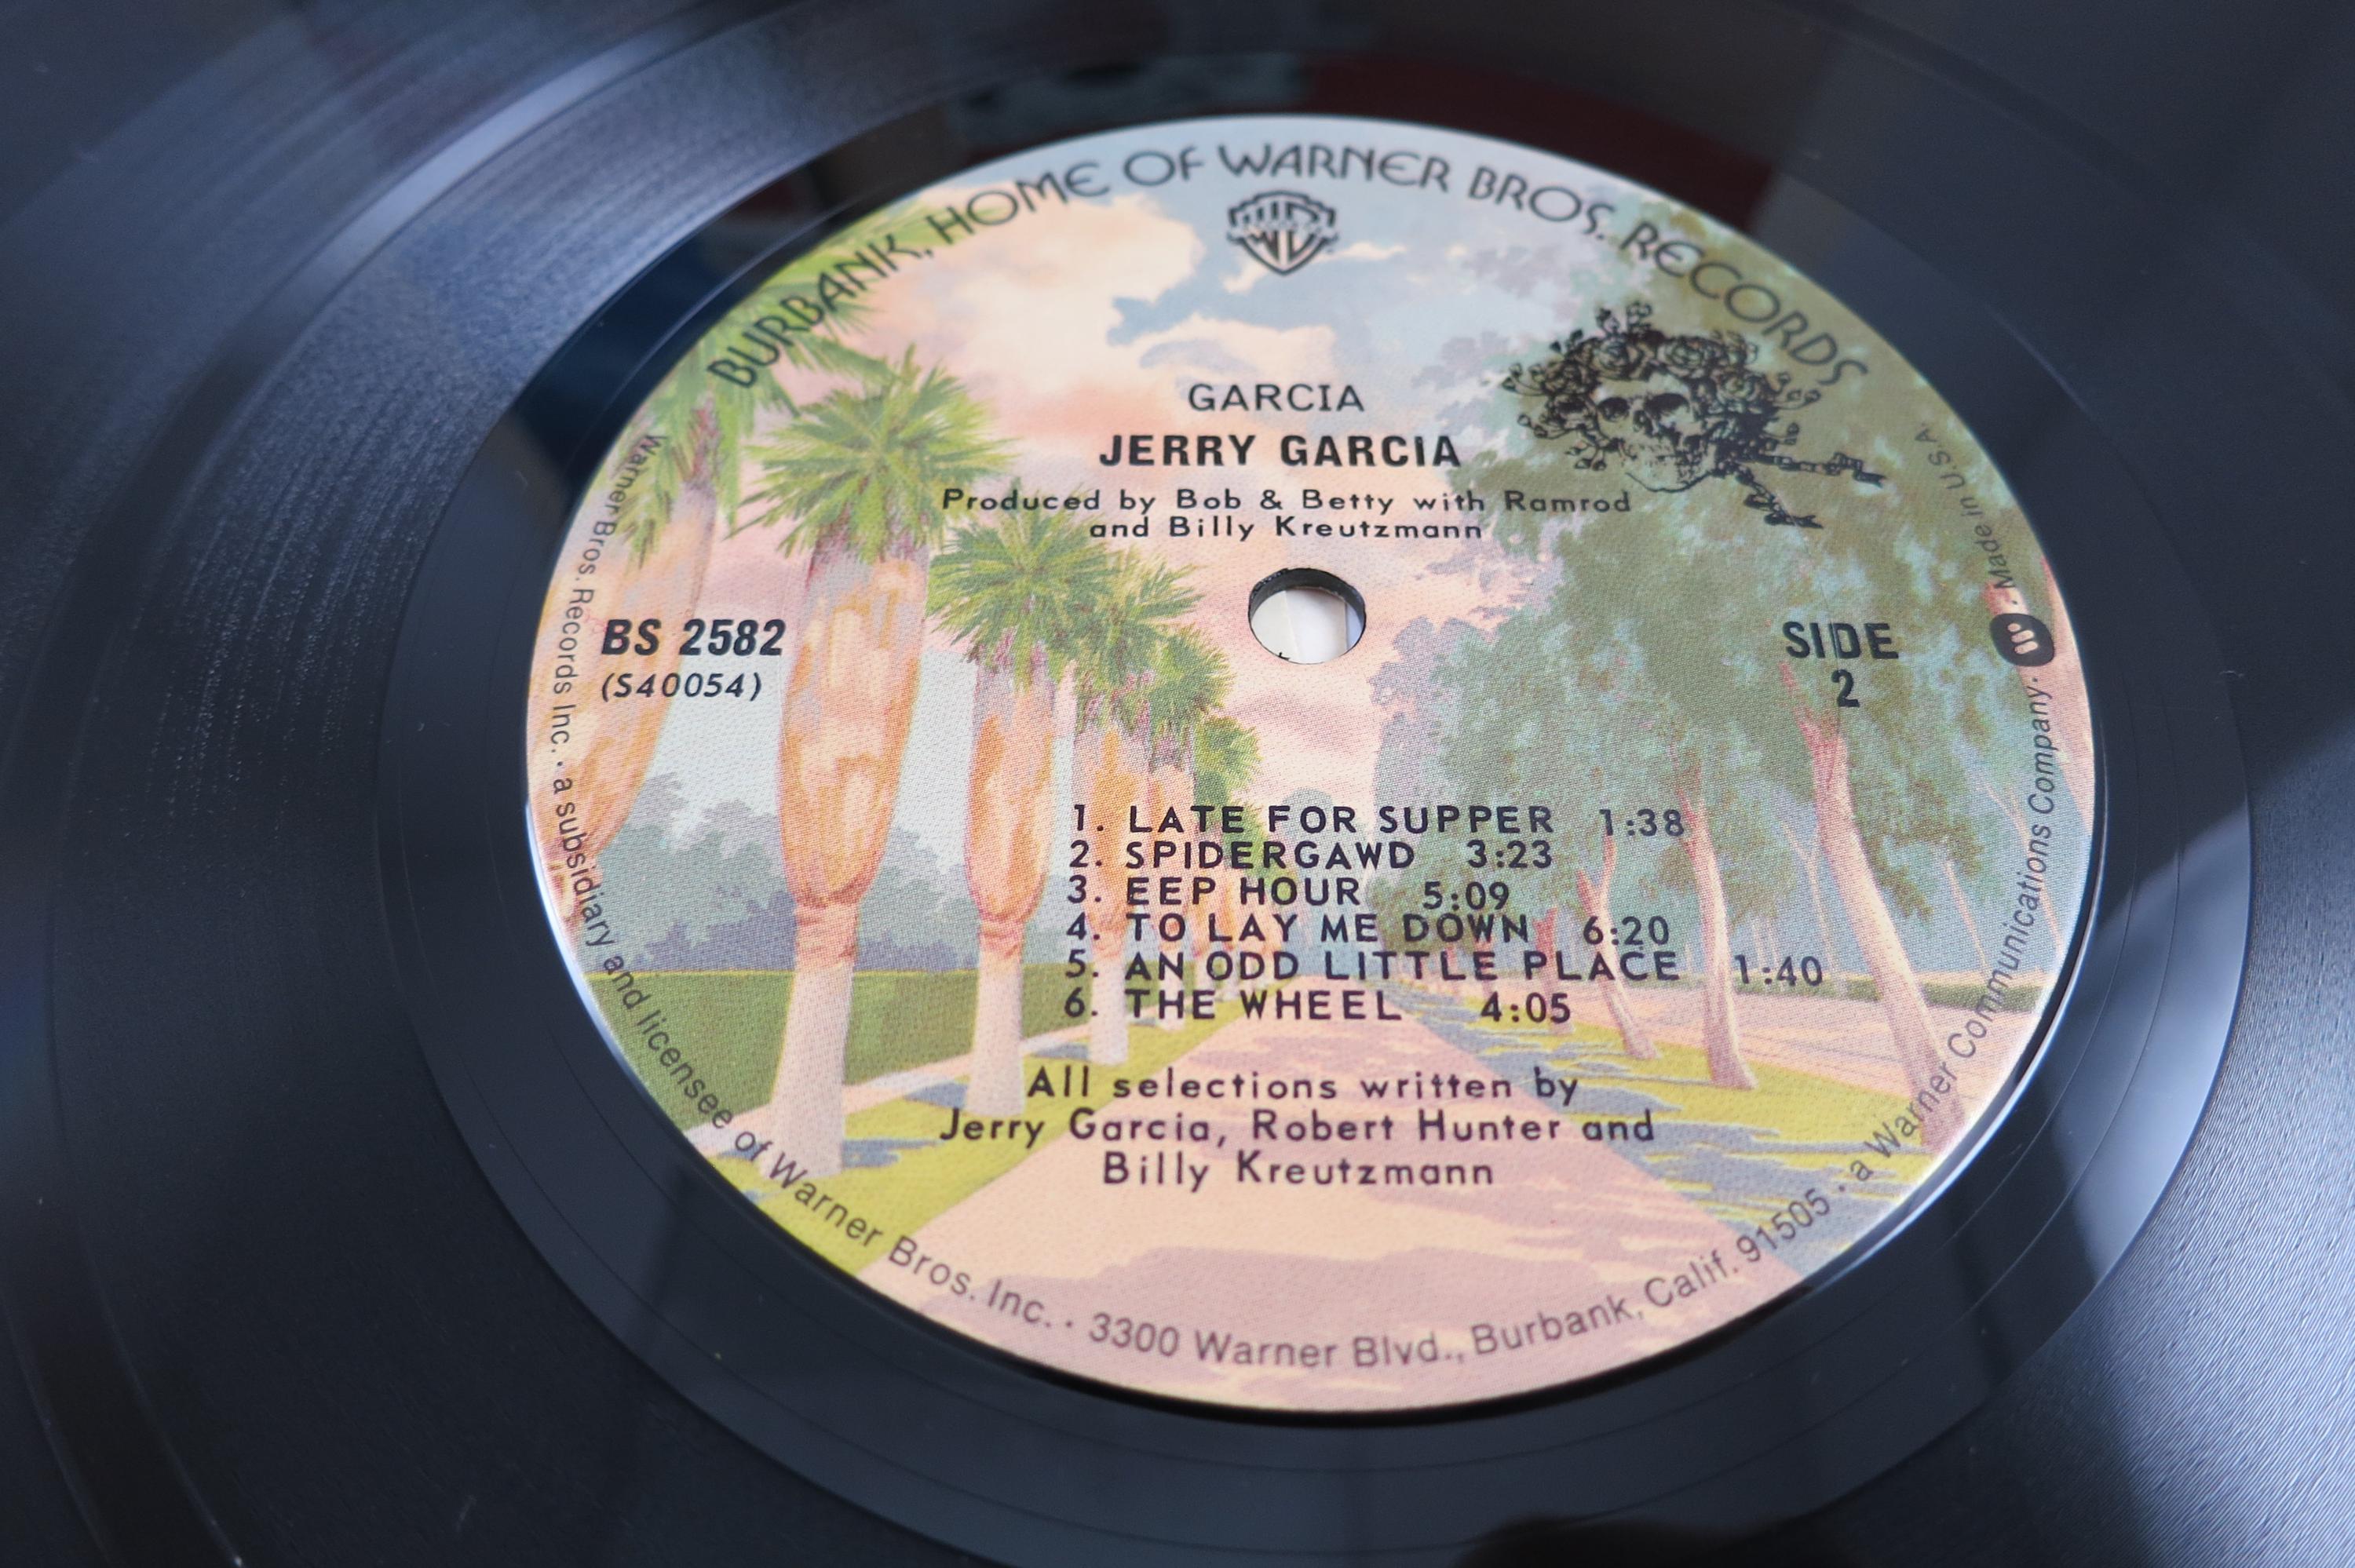 BURBANK, HOME OF WARNER BROS. RECORDS
GARCIA
JERRY GARCIA
Produced by Bob & Betty with Ramrod
and Billy Kreutzmann
BS 2582
(S40054)
SIDE
2
1. LATE FOR SUPPER 1:38
2. SPIDERGAWD 3:23
3. EEP HOUR 5:09
4. TO LAY ME DOWN 6:20
5. AN ODD LITTLE PLACE 1:40
6. THE WHEEL 4:05
All selections written by
Jerry Garcia, Robert Hunter and
Billy Kreutzmann
Warner Bros. Records Inc. · a subsidiary and licensee of Warner Bros. Inc. · 3300 Warner Blvd., Burbank, Calif. 91505 · a Warner Communications Company · Made in U.S.A.